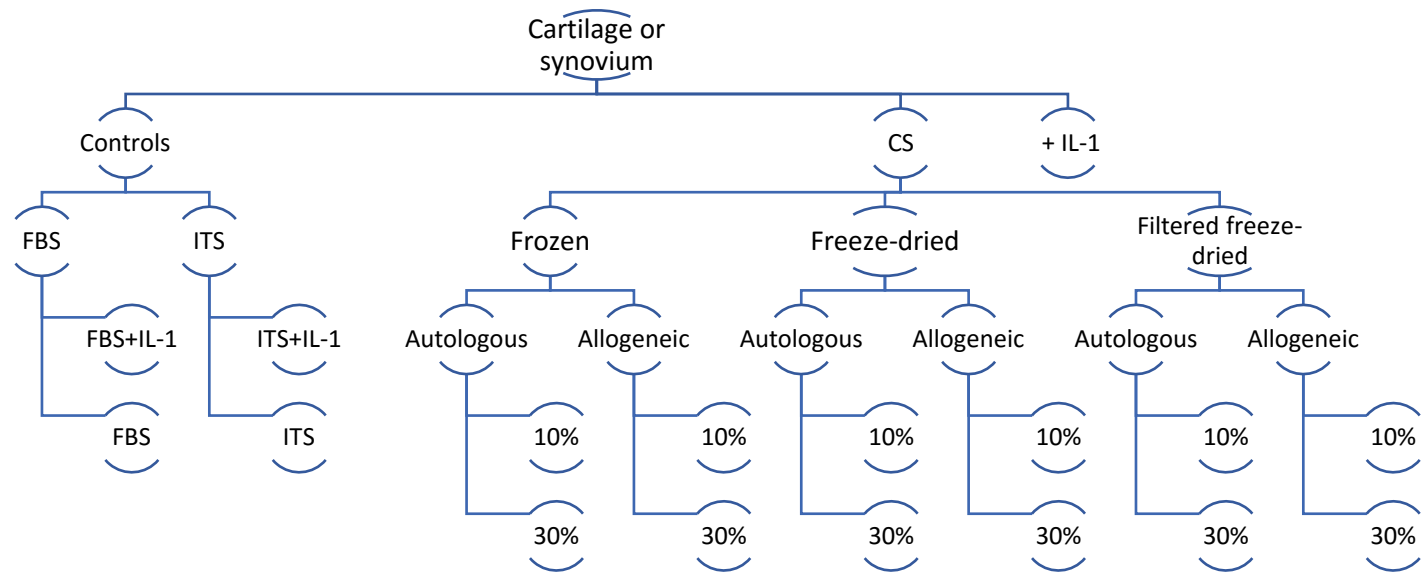 Cartilage or
synovium
Controls
CS
+ IL-1
FBS
ITS
Frozen
Freeze-dried
Filtered freeze-
dried
FBS+IL-1
ITS+IL-1
Autologous
Allogeneic
Autologous
Allogeneic
Autologous
Allogeneic
FBS
ITS
10%
10%
10%
10%
10%
10%
30%
30%
30%
30%
30%
30%